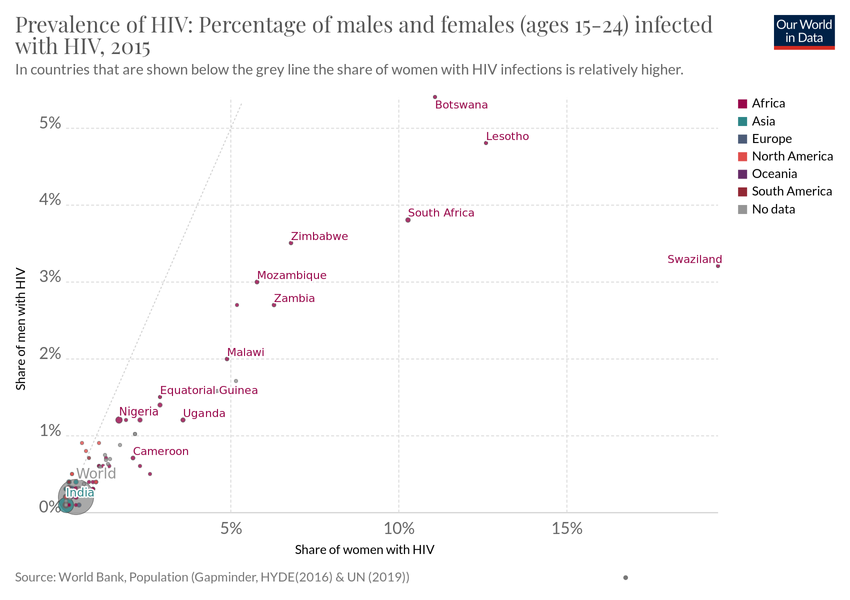 Prevalence of HIV: Percentage of males and females (ages 15-24) infected
with HIV, 2015
Our World
in Data
In countries that are shown below the grey line the share of women with HIV infections is relatively higher.
Africa
Asia
Europe
North America
Oceania
South America
No data
Share of men with HIV
5%
4%
3%
2%
1%
0%
Botswana
Lesotho
South Africa
Zimbabwe
Swaziland
Mozambique
Zambia
Malawi
Equatorial Guinea
Nigeria
Uganda
Cameroon
World
India
5%
10%
15%
Share of women with HIV
Source: World Bank, Population (Gapminder, HYDE(2016) & UN (2019))